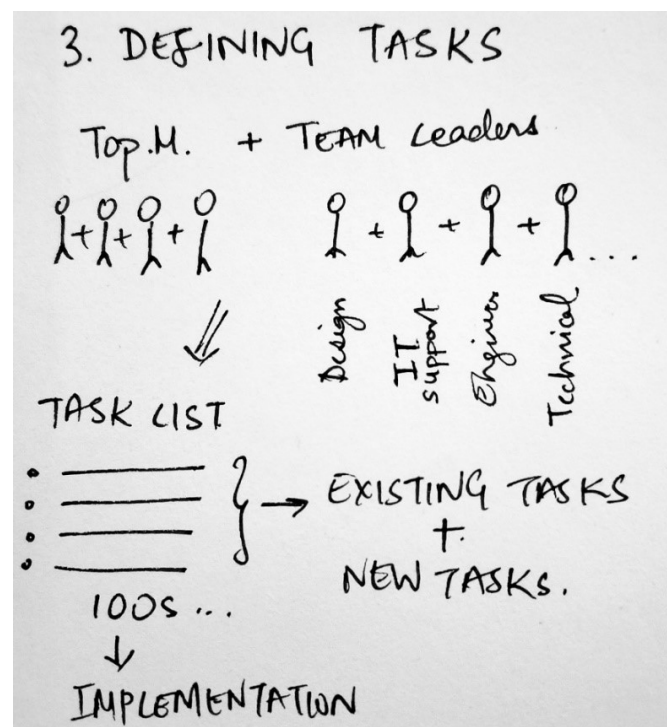 3. DEFINING TASKS
Top.M. + TEAM Leaders
+ + +
+ + + ...
Design
IT support
Engineer
Technical
TASK LIST
EXISTING TASKS
+
NEW TASKS.
100s ...
IMPLEMENTATION